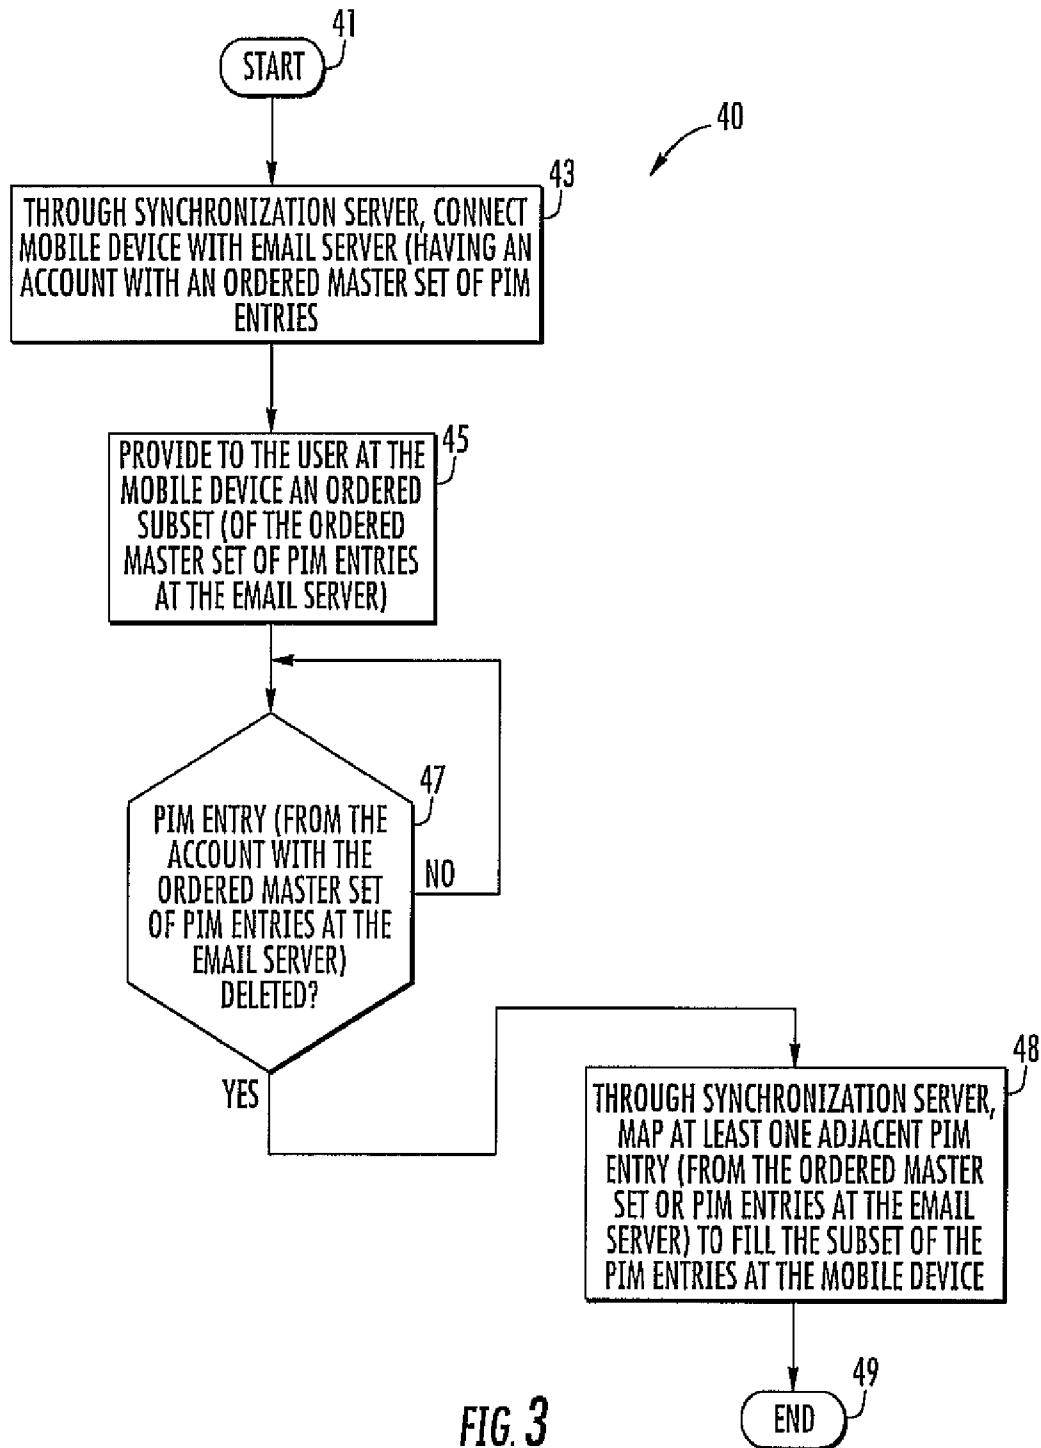 41
START
40
43
THROUGH SYNCHRONIZATION SERVER, CONNECT
MOBILE DEVICE WITH EMAIL SERVER (HAVING AN
ACCOUNT WITH AN ORDERED MASTER SET OF PIM
ENTRIES
45
PROVIDE TO THE USER AT THE
MOBILE DEVICE AN ORDERED
SUBSET (OF THE ORDERED
MASTER SET OF PIM ENTRIES
AT THE EMAIL SERVER)
47
PIM ENTRY (FROM THE
ACCOUNT WITH THE
ORDERED MASTER SET
OF PIM ENTRIES AT THE
EMAIL SERVER)
DELETED?
NO
YES
48
THROUGH SYNCHRONIZATION SERVER,
MAP AT LEAST ONE ADJACENT PIM
ENTRY (FROM THE ORDERED MASTER
SET OR PIM ENTRIES AT THE EMAIL
SERVER) TO FILL THE SUBSET OF THE
PIM ENTRIES AT THE MOBILE DEVICE
49
END
FIG. 3